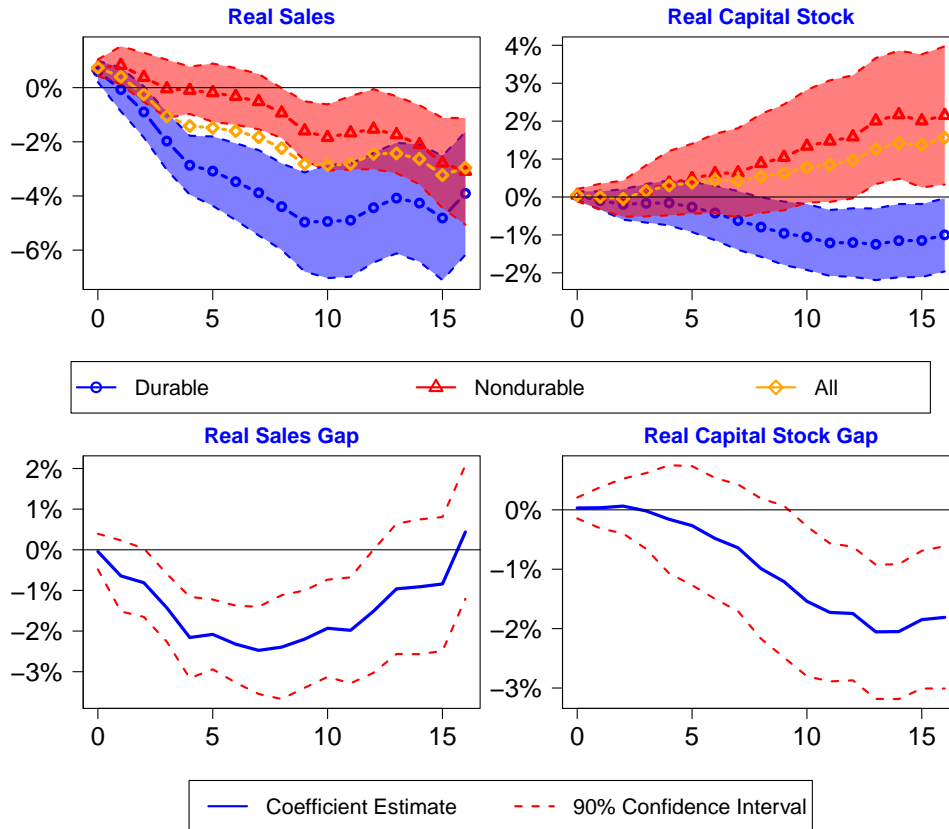 Real Sales
Real Capital Stock
0%
−2%
−4%
−6%
0 5 10 15
4%
3%
2%
1%
0%
−1%
−2%
0 5 10 15
Durable Nondurable All
Real Sales Gap
Real Capital Stock Gap
2%
1%
0%
−1%
−2%
−3%
0 5 10 15
0%
−1%
−2%
−3%
0 5 10 15
Coefficient Estimate 90% Confidence Interval